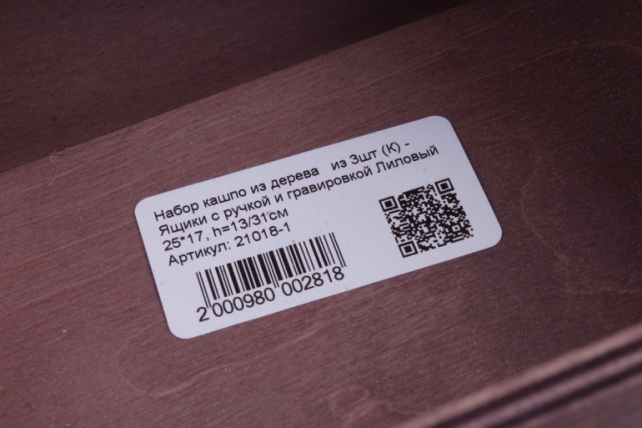 Набор кашпо из дерева из 3шт (К) -
Ящики с ручкой и гравировкой Лиловый
25*17, h=13/31см
Артикул: 21018-1
2 000980 002818